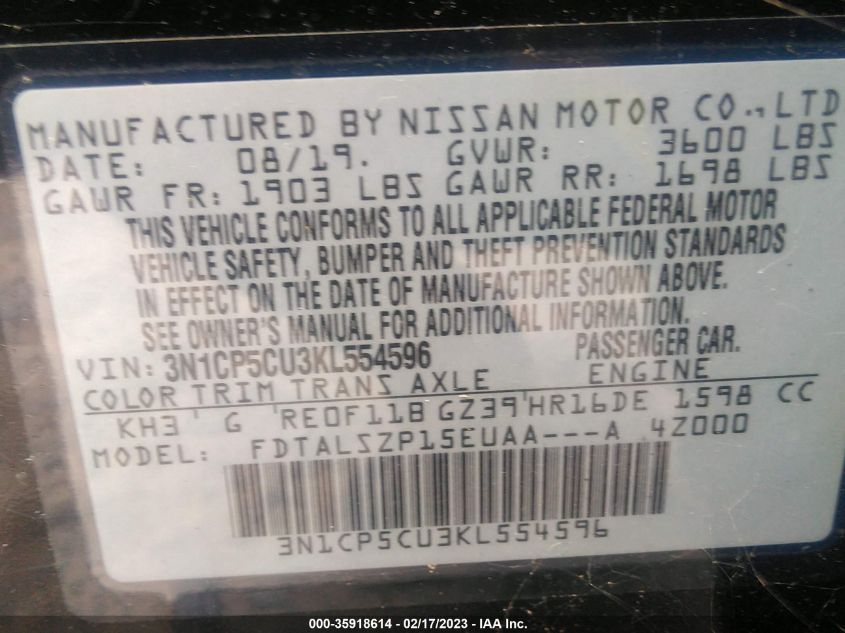 MANUFACTURED BY NISSAN MOTOR CO., LTD
DATE: 08/19. GVWR: 3600 LBS
GAWR FR: 1903 LBS GAWR RR: 1698 LBS
THIS VEHICLE CONFORMS TO ALL APPLICABLE FEDERAL MOTOR
VEHICLE SAFETY, BUMPER AND THEFT PREVENTION STANDARDS
IN EFFECT ON THE DATE OF MANUFACTURE SHOWN ABOVE.
SEE OWNER'S MANUAL FOR ADDITIONAL INFORMATION.
VIN: 3N1CP5CU3KL554596 PASSENGER CAR.
COLOR TRIM TRANS AXLE ENGINE
KH3 G RE0F11B GZ39 HR16DE 1598 CC
MODEL: FDTALSZP15EUAA---A 4Z000
3N1CP5CU3KL554596
000-35918614 - 02/17/2023 - IAA Inc.